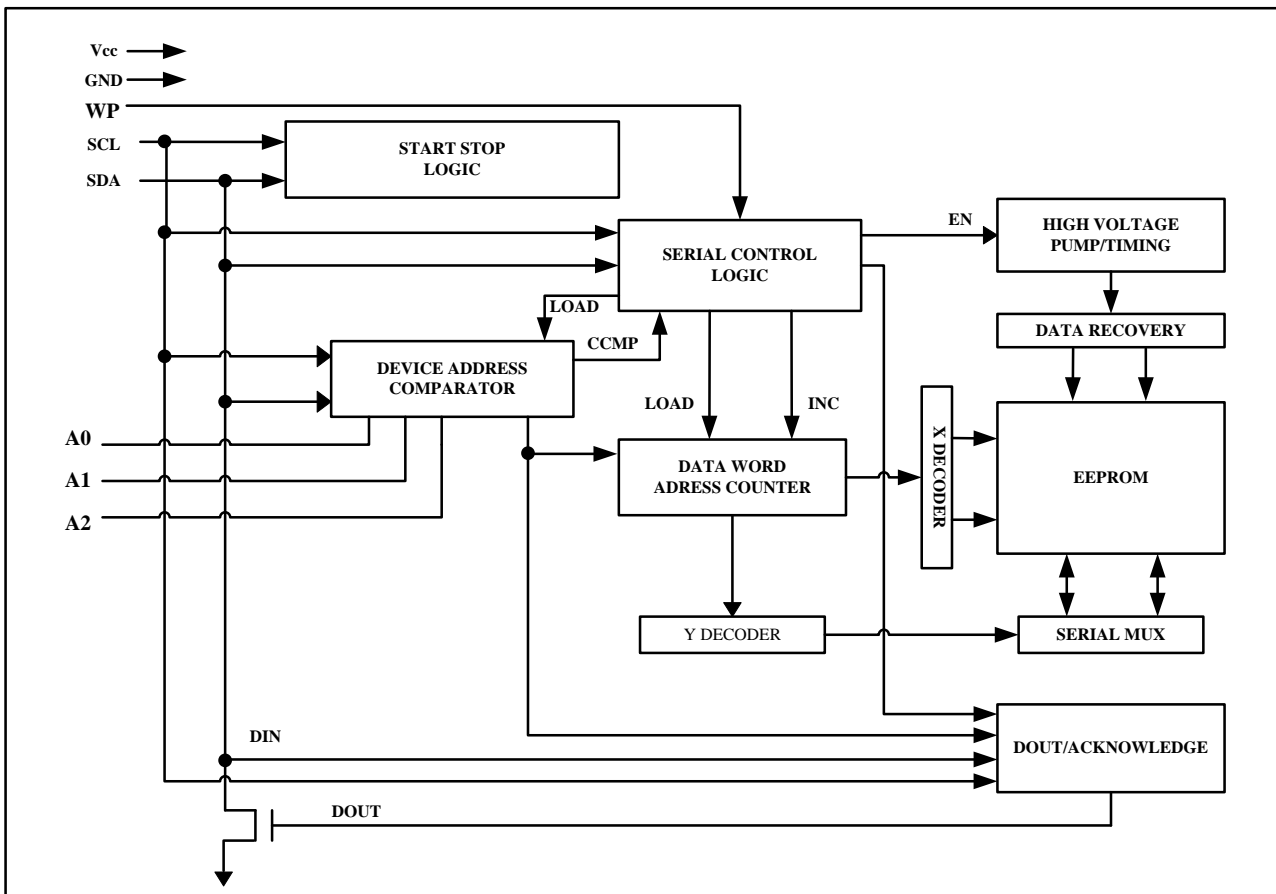 Vcc
GND
WP
SCL
SDA
START STOP
LOGIC
SERIAL CONTROL
LOGIC
EN
HIGH VOLTAGE
PUMP/TIMING
LOAD
CCMP
DATA RECOVERY
DEVICE ADDRESS
COMPARATOR
LOAD
INC
A0
A1
A2
DATA WORD
ADRESS COUNTER
X DECODER
EEPROM
Y DECODER
SERIAL MUX
DIN
DOUT/ACKNOWLEDGE
DOUT